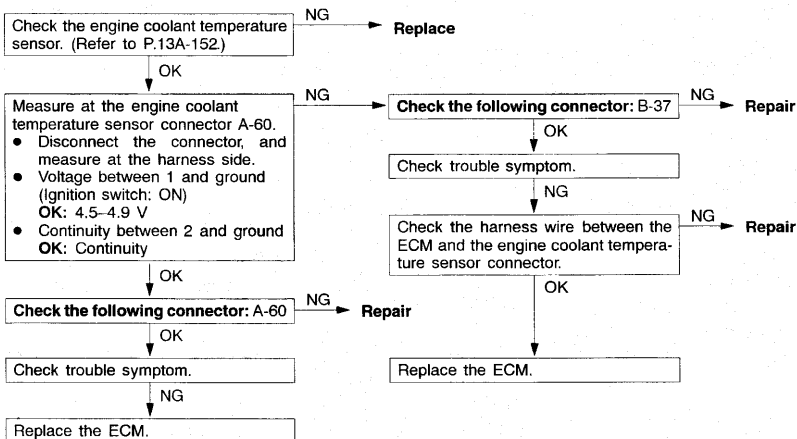 Check the engine coolant temperature
sensor. (Refer to P.13A-152.)
NG
Replace
OK
Measure at the engine coolant
temperature sensor connector A-60.
● Disconnect the connector, and
measure at the harness side.
● Voltage between 1 and ground
(Ignition switch: ON)
OK: 4.5–4.9 V
● Continuity between 2 and ground
OK: Continuity
NG
Check the following connector: B-37
NG
Repair
OK
Check trouble symptom.
NG
Check the harness wire between the
ECM and the engine coolant tempera-
ture sensor connector.
NG
Repair
OK
Replace the ECM.
OK
Check the following connector: A-60
NG
Repair
OK
Check trouble symptom.
NG
Replace the ECM.